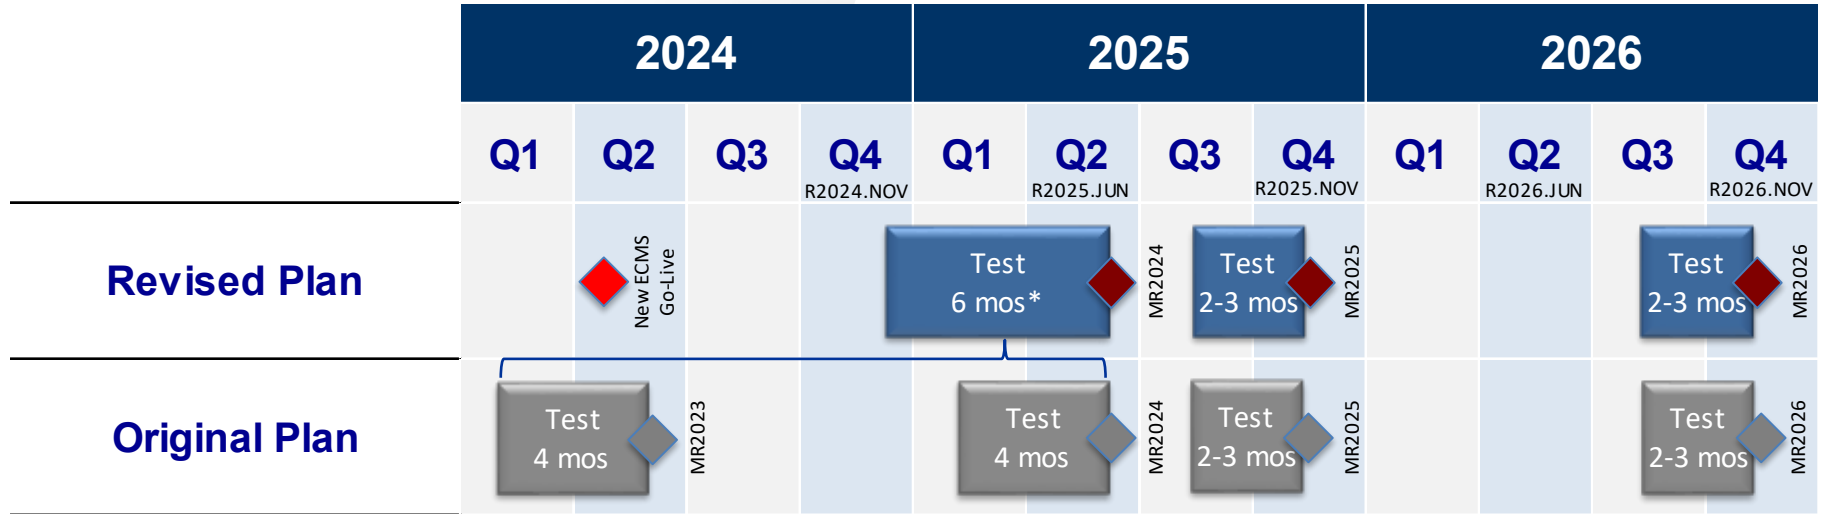 2024
2025
2026
Q1
Q2
Q3
Q4
R2024.NOV
Q1
Q2
R2025.JUN
Q3
Q4
R2025.NOV
Q1
Q2
R2026.JUN
Q3
Q4
R2026.NOV
Revised Plan
New ECMS
Go-Live
Test
6 mos*
MR2024
Test
2-3 mos
MR2025
Test
2-3 mos
MR2026
Original Plan
Test
4 mos
MR2023
Test
4 mos
MR2024
Test
2-3 mos
MR2025
Test
2-3 mos
MR2026